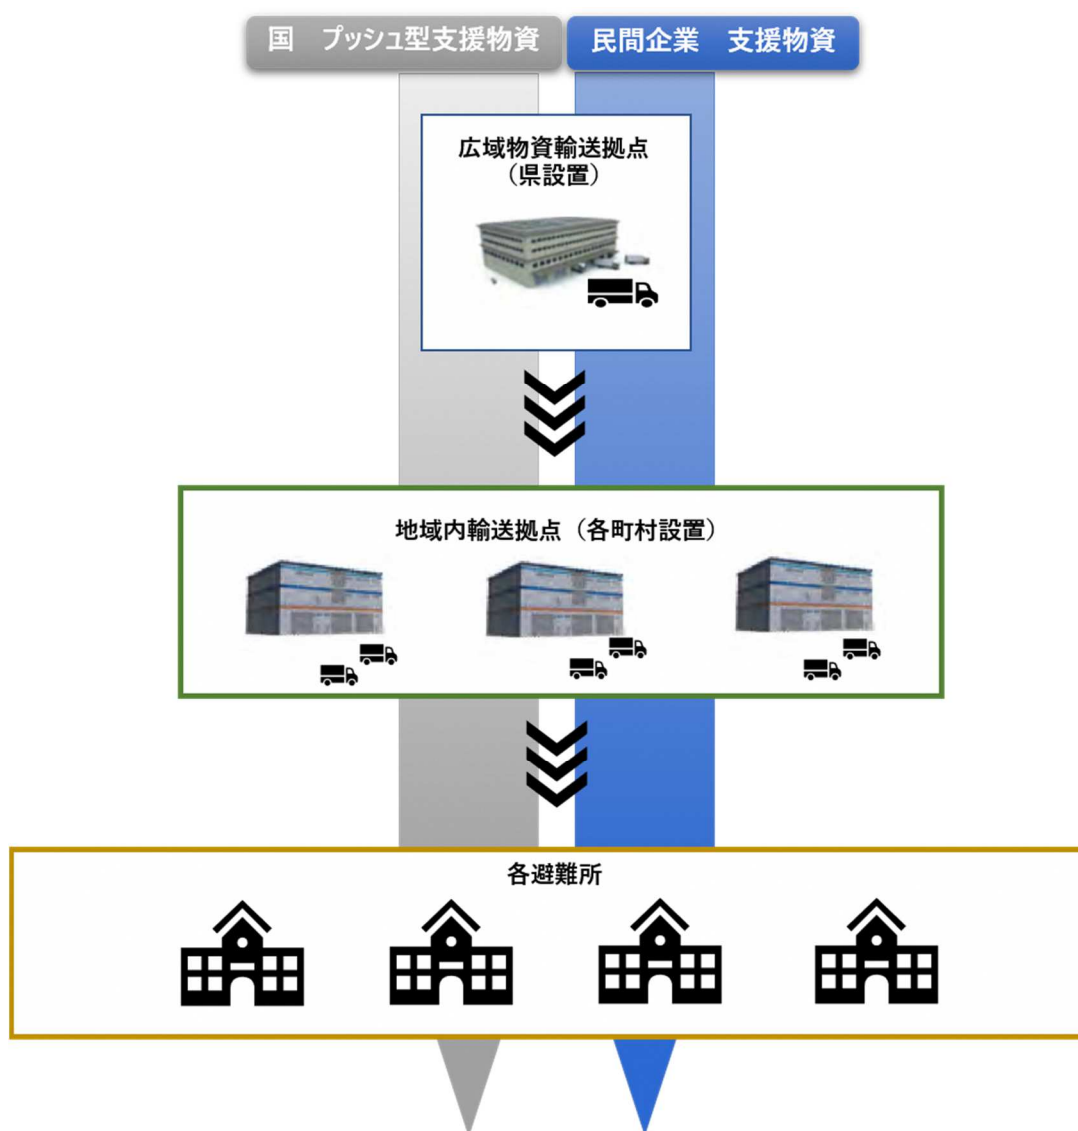 国　プッシュ型支援物資
民間企業　支援物資
広域物資輸送拠点
（県設置）
地域内輸送拠点（各町村設置）
各避難所